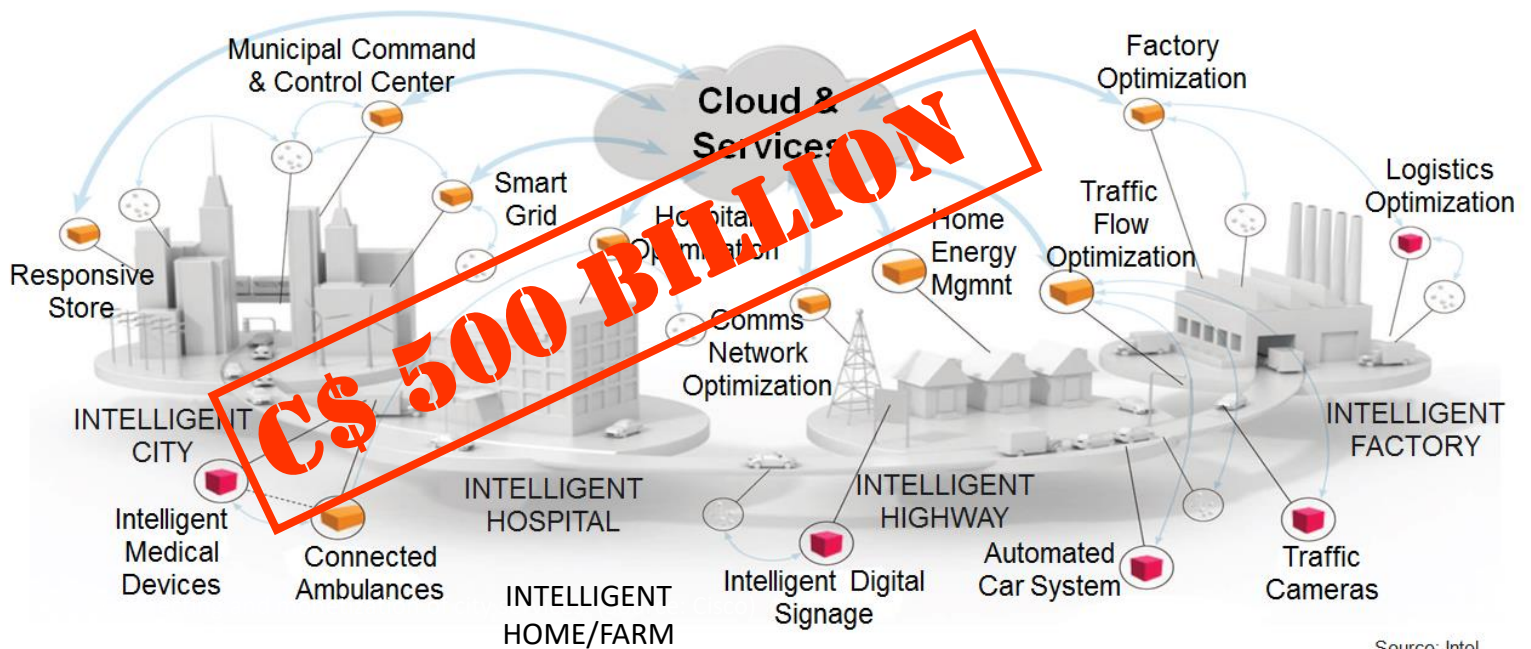 Municipal Command
& Control Center
Cloud &
Services
Factory
Optimization
Smart
Grid
Responsive
Store
Hospital
Optimization
Home
Energy
Mgmnt
Traffic
Flow
Optimization
Logistics
Optimization
C$ 500 BILLION
Comms
Network
Optimization
INTELLIGENT
CITY
INTELLIGENT
HOSPITAL
INTELLIGENT
HIGHWAY
INTELLIGENT
FACTORY
Intelligent
Medical
Devices
Connected
Ambulances
INTELLIGENT
HOME/FARM
Intelligent Digital
Signage
Automated
Car System
Traffic
Cameras
Source: Intel